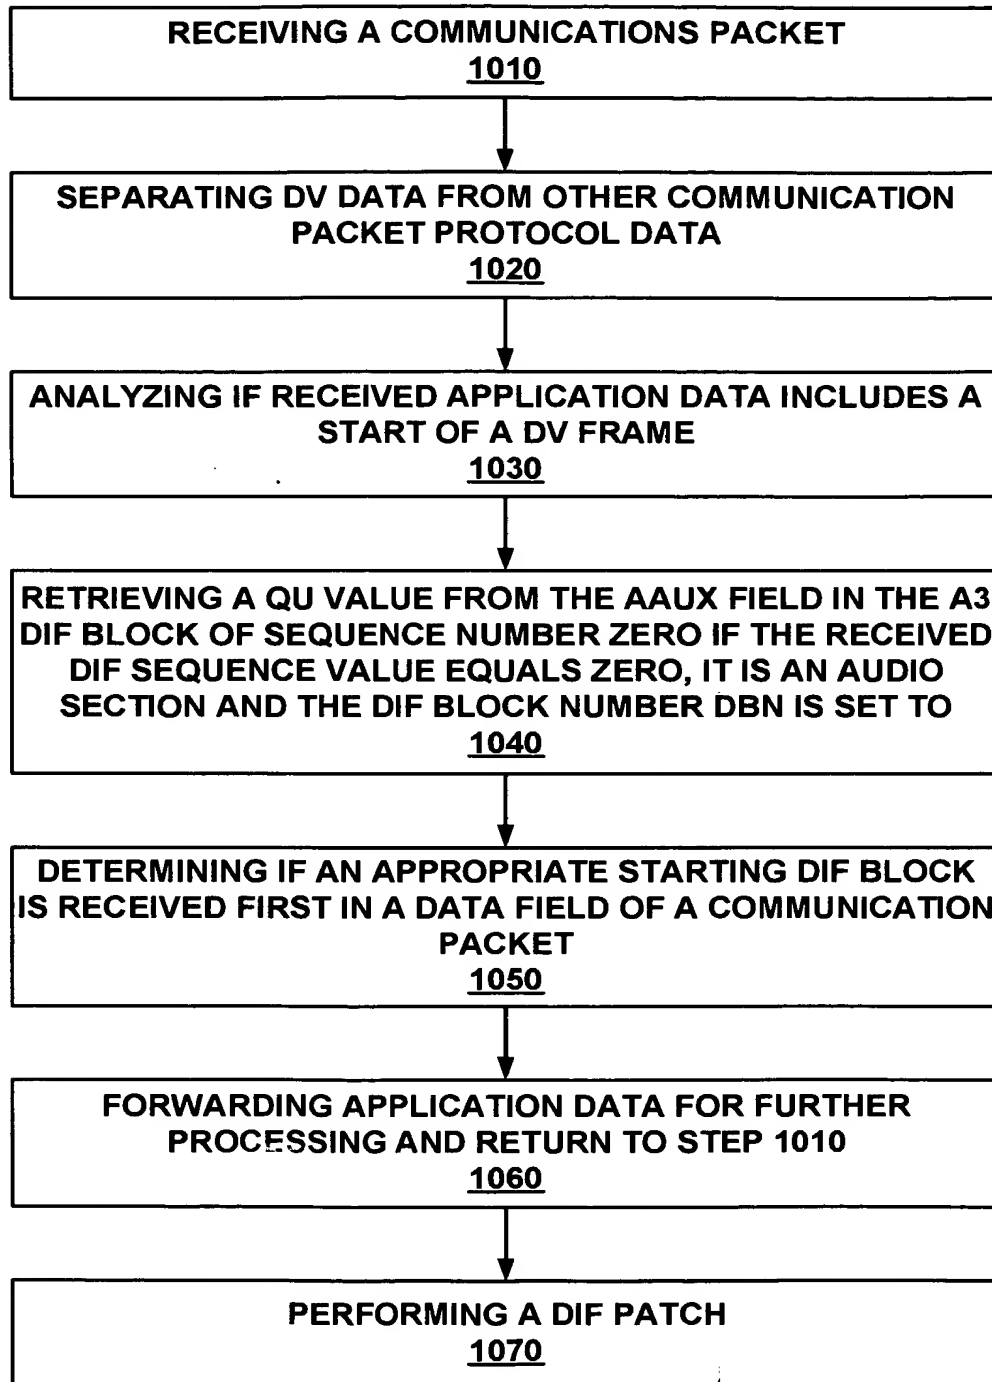 RECEIVING A COMMUNICATIONS PACKET
1010
SEPARATING DV DATA FROM OTHER COMMUNICATION
PACKET PROTOCOL DATA
1020
ANALYZING IF RECEIVED APPLICATION DATA INCLUDES A
START OF A DV FRAME
1030
RETRIEVING A QU VALUE FROM THE AAUX FIELD IN THE A3
DIF BLOCK OF SEQUENCE NUMBER ZERO IF THE RECEIVED
DIF SEQUENCE VALUE EQUALS ZERO, IT IS AN AUDIO
SECTION AND THE DIF BLOCK NUMBER DBN IS SET TO
1040
DETERMINING IF AN APPROPRIATE STARTING DIF BLOCK
IS RECEIVED FIRST IN A DATA FIELD OF A COMMUNICATION
PACKET
1050
FORWARDING APPLICATION DATA FOR FURTHER
PROCESSING AND RETURN TO STEP 1010
1060
PERFORMING A DIF PATCH
1070